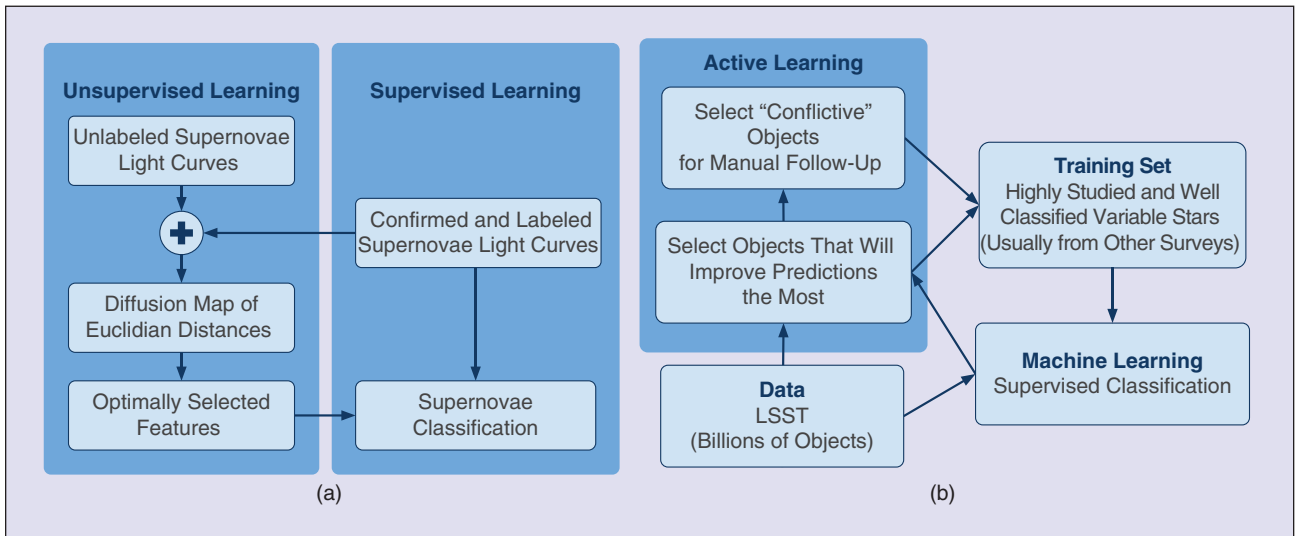 Unsupervised Learning
Unlabeled Supernovae
Light Curves
Diffusion Map of
Euclidian Distances
Optimally Selected
Features
Supervised Learning
Confirmed and Labeled
Supernovae Light Curves
Supernovae
Classification
(a)
Active Learning
Select “Conflictive”
Objects
for Manual Follow-Up
Select Objects That Will
Improve Predictions
the Most
Data
LSST
(Billions of Objects)
Training Set
Highly Studied and Well
Classified Variable Stars
(Usually from Other Surveys)
Machine Learning
Supervised Classification
(b)